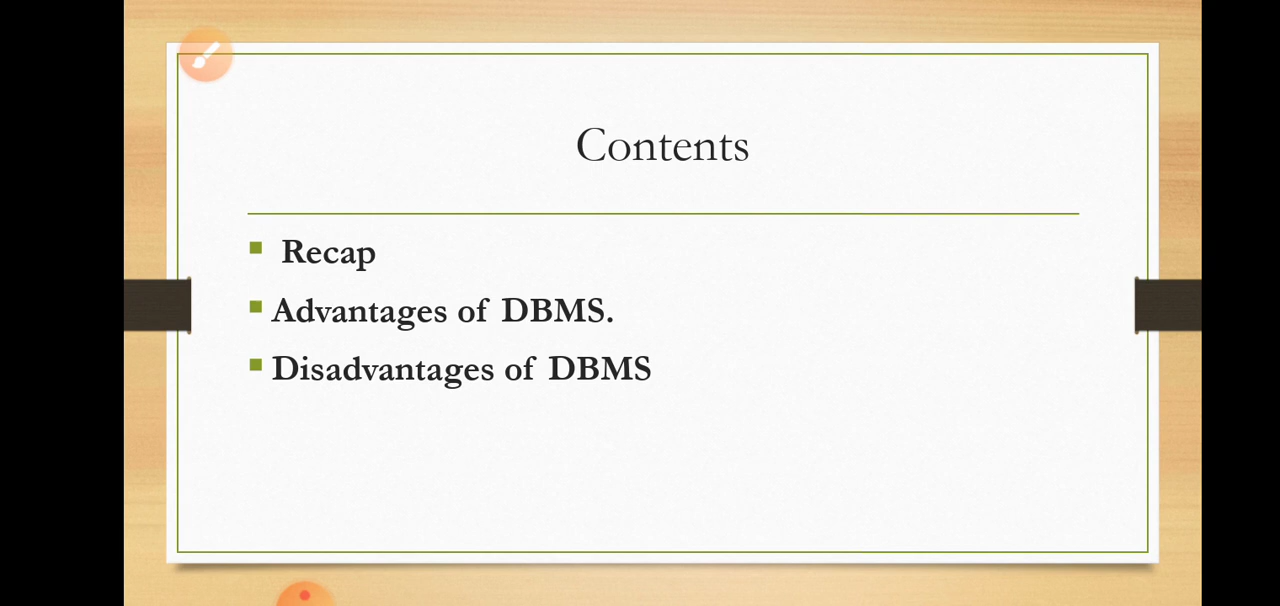 Contents
Recap
Advantages of DBMS.
Disadvantages of DBMS